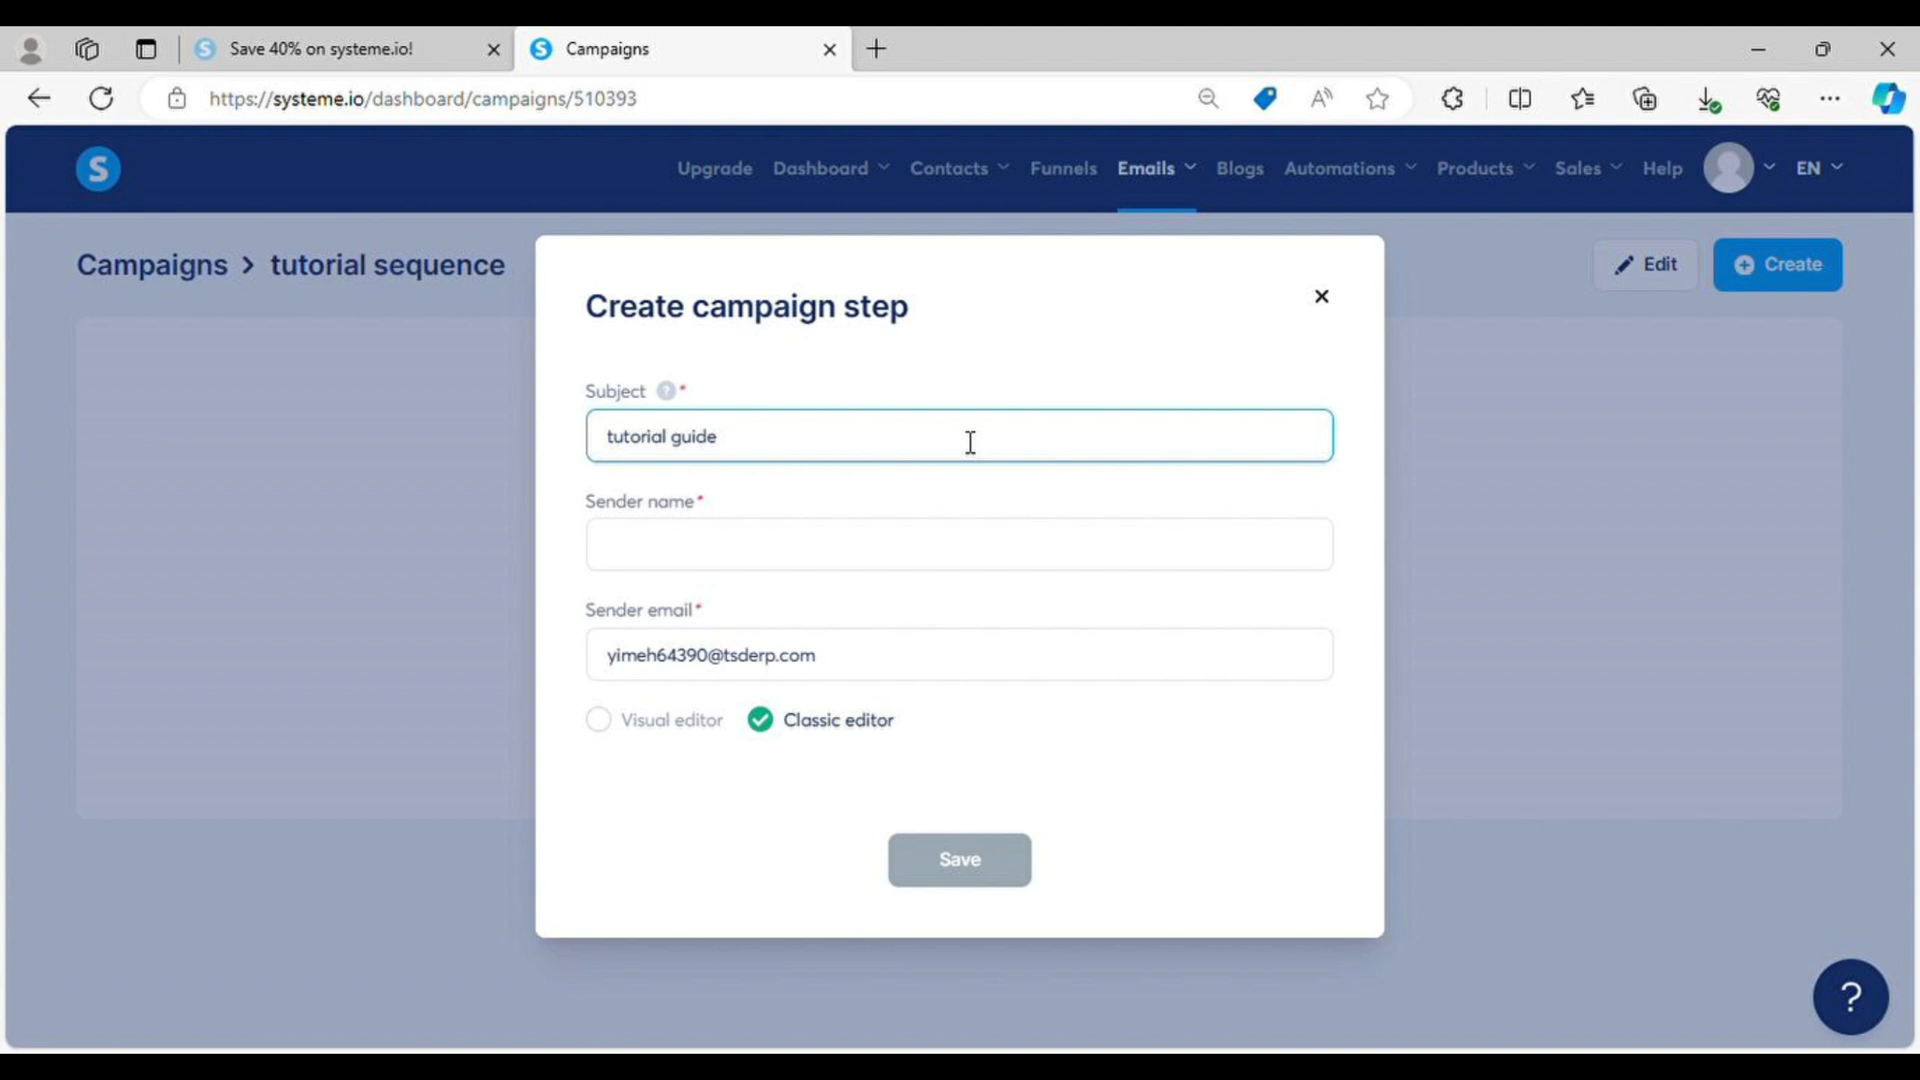 Save 40% on systeme.io!
Campaigns
https://systeme.io/dashboard/campaigns/510393
S
Upgrade Dashboard Contacts Funnels Emails Blogs Automations Products Sales Help EN
Campaigns > tutorial sequence
Edit
Create
Create campaign step
Subject ? *
tutorial guide
Sender name*
Sender email*
yimeh64390@tsderp.com
Visual editor
Classic editor
Save
?